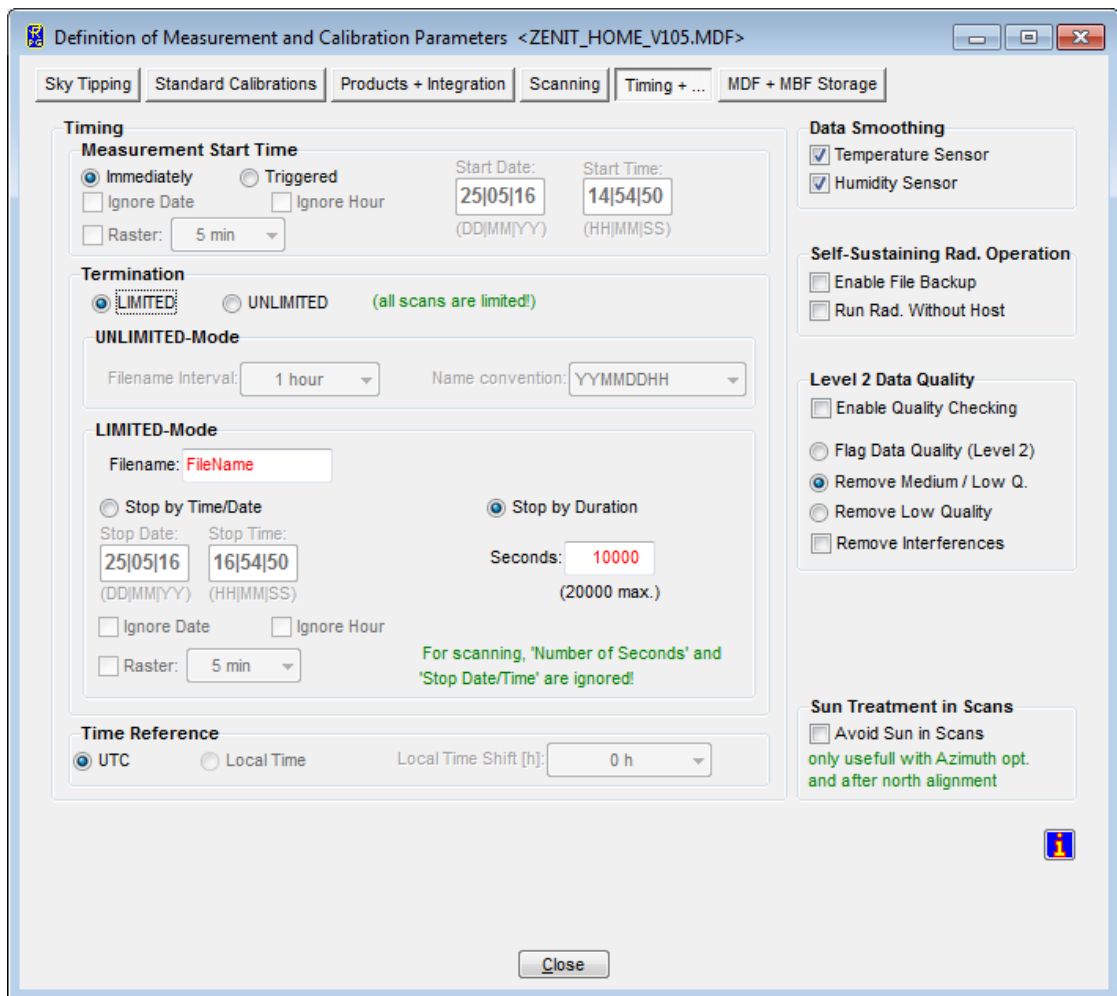 Definition of Measurement and Calibration Parameters <ZENIT_HOME_V105.MDF>
Sky Tipping Standard Calibrations Products + Integration Scanning Timing + ... MDF + MBF Storage
Timing
Measurement Start Time
Immediately Triggered
Ignore Date Ignore Hour
Raster: 5 min
Start Date: Start Time:
25|05|16 14|54|50
(DD|MM|YY) (HH|MM|SS)
Termination
LIMITED UNLIMITED (all scans are limited!)
UNLIMITED-Mode
Filename Interval: 1 hour Name convention: YYMMDDHH
LIMITED-Mode
Filename: FileName
Stop by Time/Date Stop by Duration
Stop Date: Stop Time:
25|05|16 16|54|50
(DD|MM|YY) (HH|MM|SS)
Seconds: 10000
(20000 max.)
Ignore Date Ignore Hour
Raster: 5 min
For scanning, 'Number of Seconds' and
'Stop Date/Time' are ignored!
Time Reference
UTC Local Time Local Time Shift [h]: 0 h
Data Smoothing
Temperature Sensor
Humidity Sensor
Self-Sustaining Rad. Operation
Enable File Backup
Run Rad. Without Host
Level 2 Data Quality
Enable Quality Checking
Flag Data Quality (Level 2)
Remove Medium / Low Q.
Remove Low Quality
Remove Interferences
Sun Treatment in Scans
Avoid Sun in Scans
only usefull with Azimuth opt.
and after north alignment
i
Close